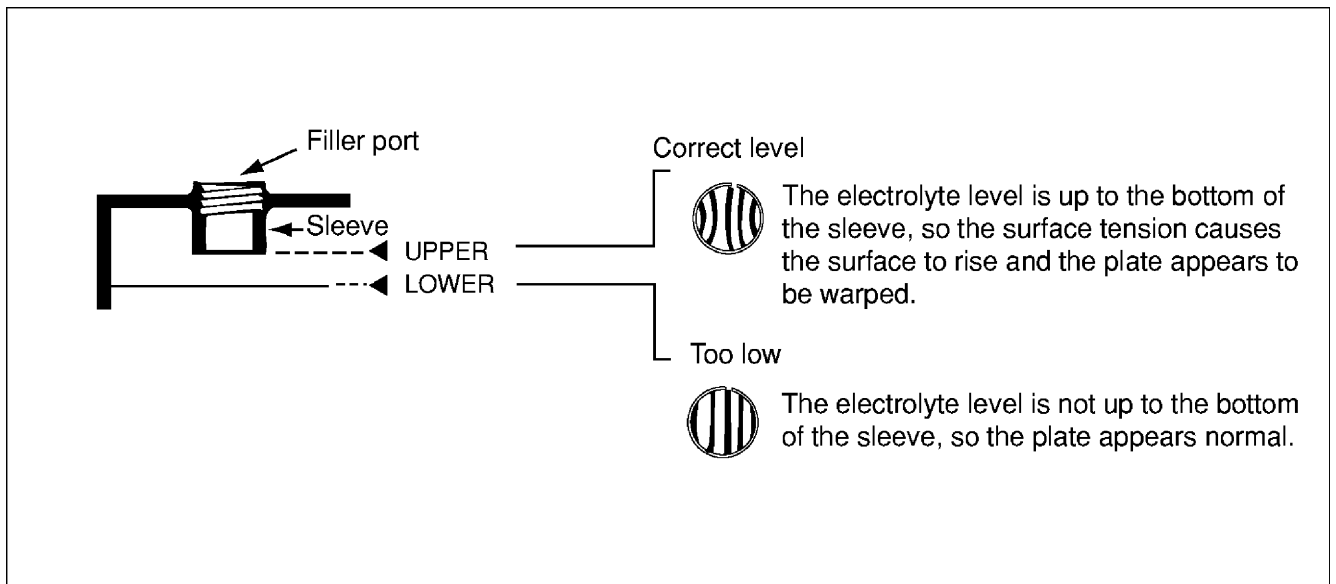 Filler port
Sleeve
UPPER
LOWER
Correct level
The electrolyte level is up to the bottom of
the sleeve, so the surface tension causes
the surface to rise and the plate appears to
be warped.
Too low
The electrolyte level is not up to the bottom
of the sleeve, so the plate appears normal.